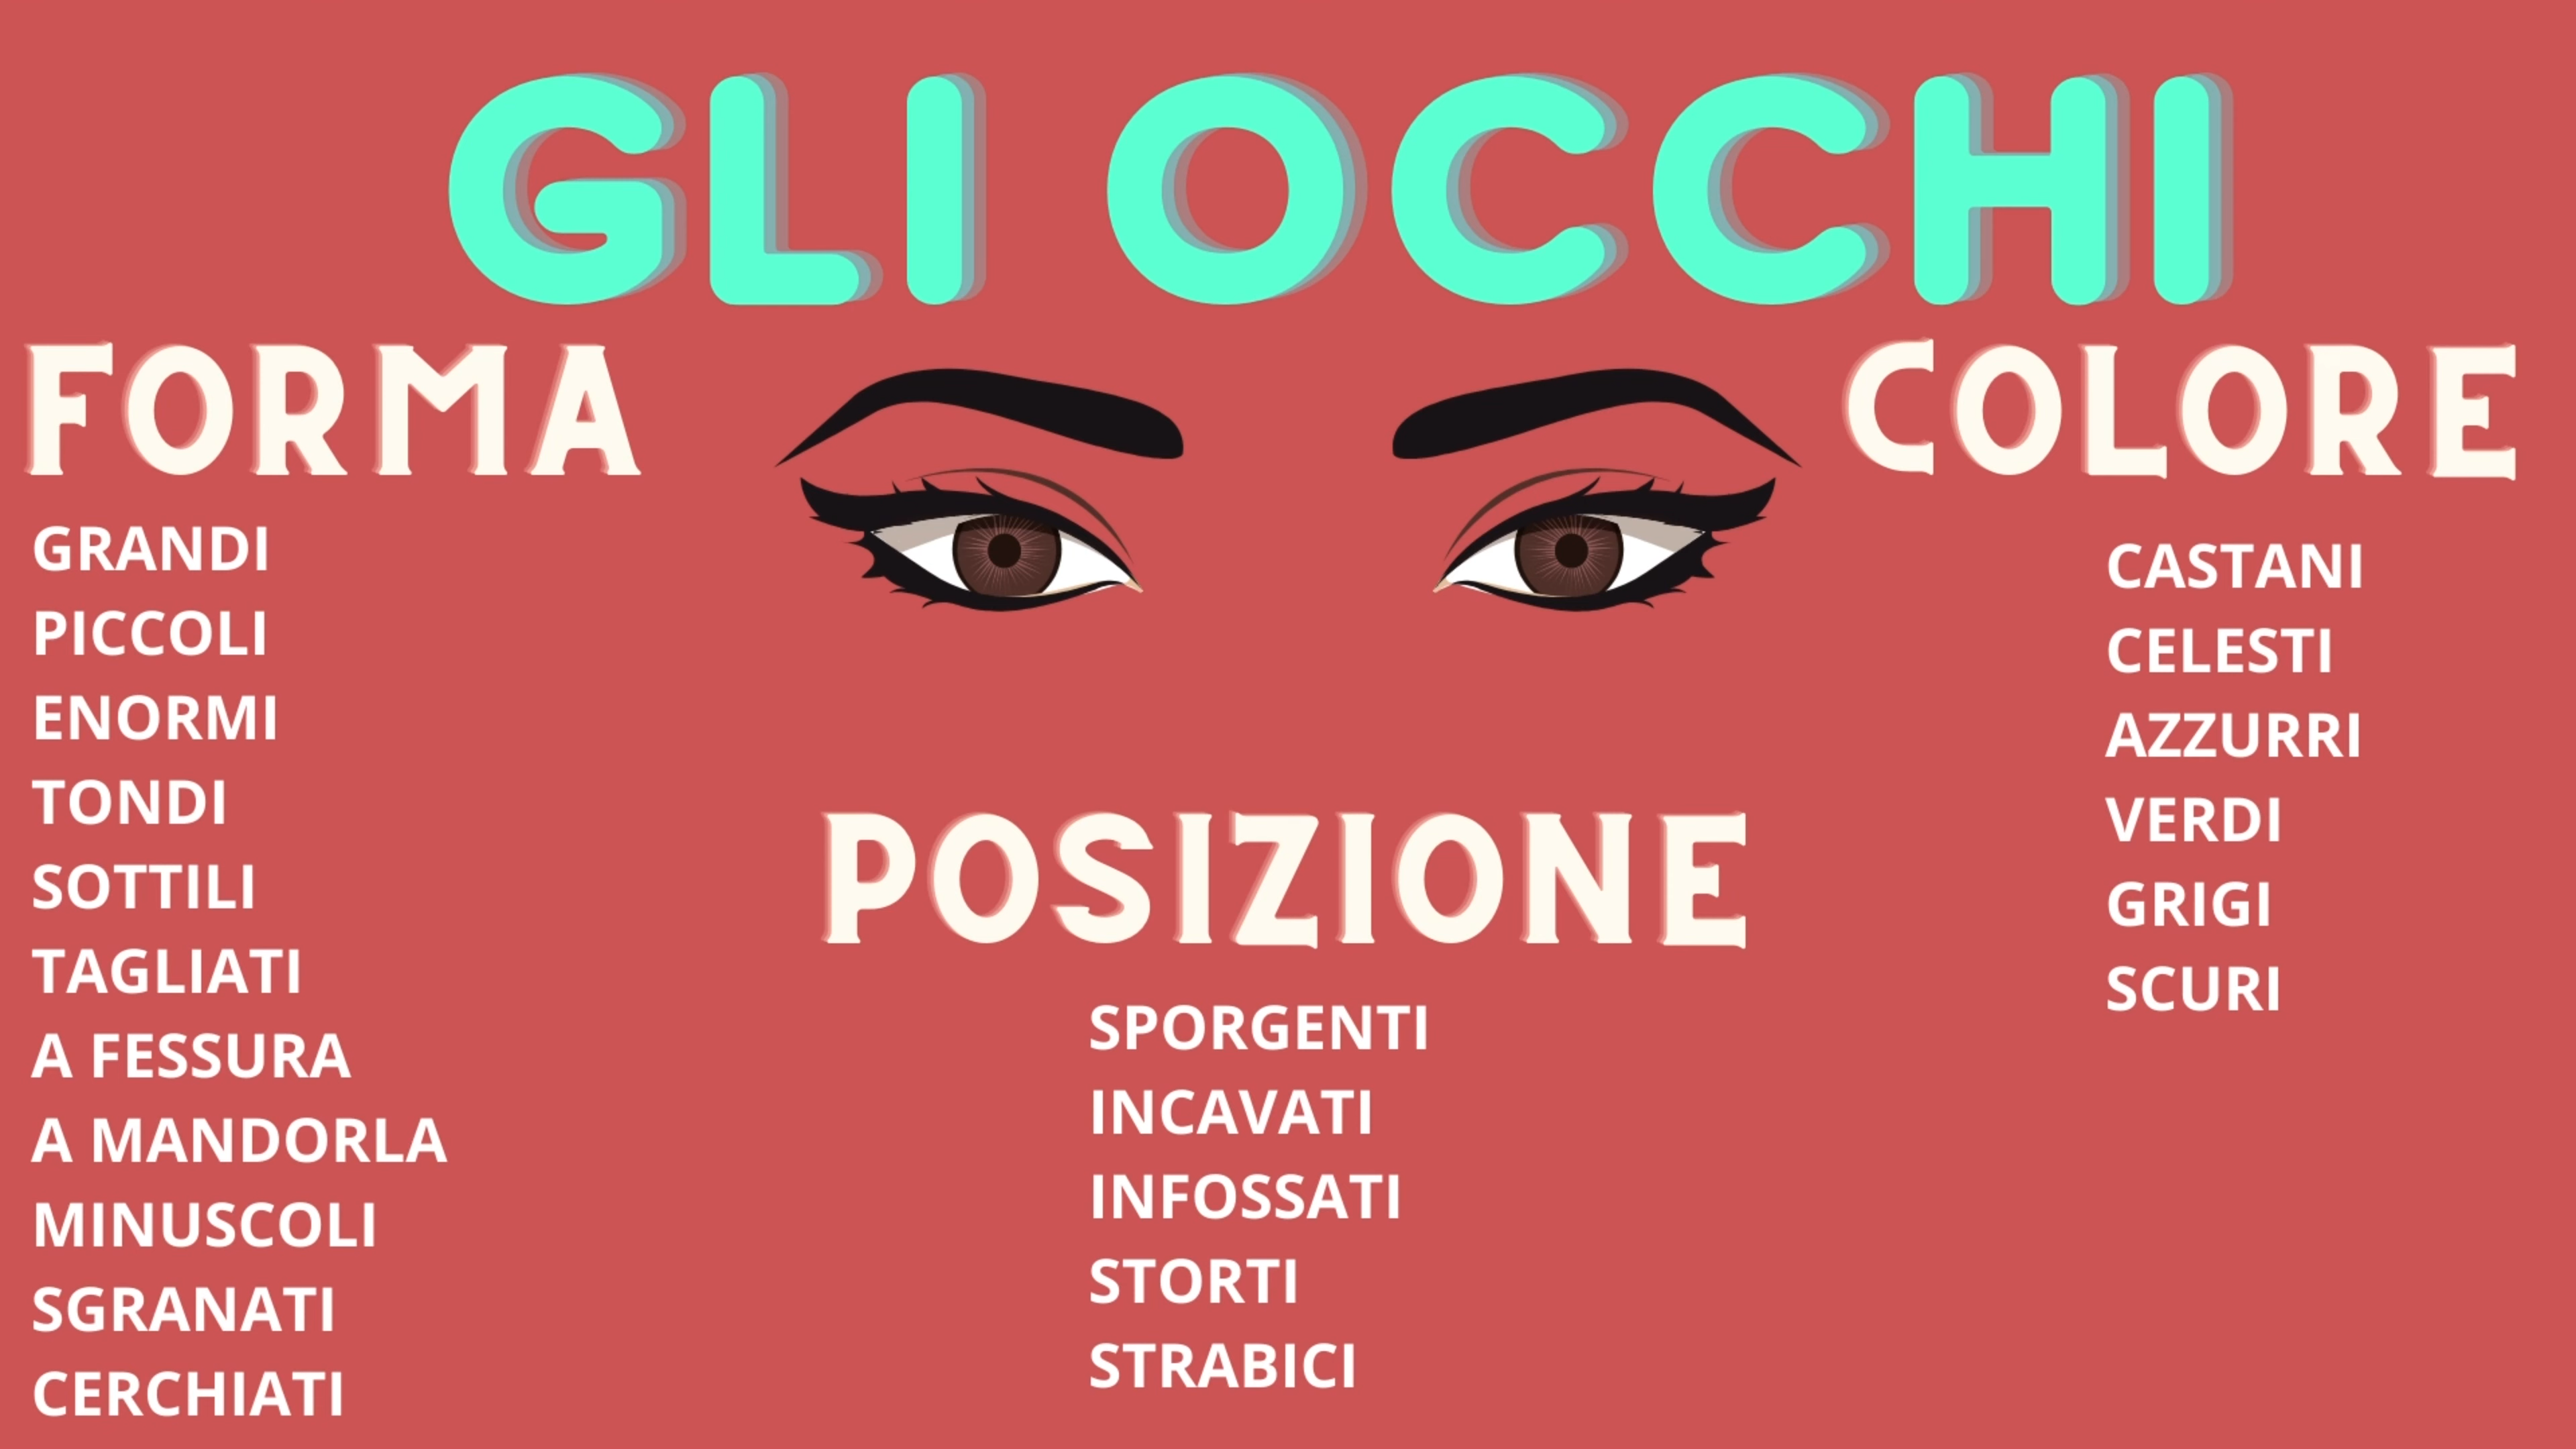 GLI OCCHI
FORMA
GRANDI
PICCOLI
ENORMI
TONDI
SOTTILI
TAGLIATI
A FESSURA
A MANDORLA
MINUSCOLI
SGRANATI
CERCHIATI
POSIZIONE
SPORGENTI
INCAVATI
INFOSSATI
STORTI
STRABICI
COLORE
CASTANI
CELESTI
AZZURRI
VERDI
GRIGI
SCURI